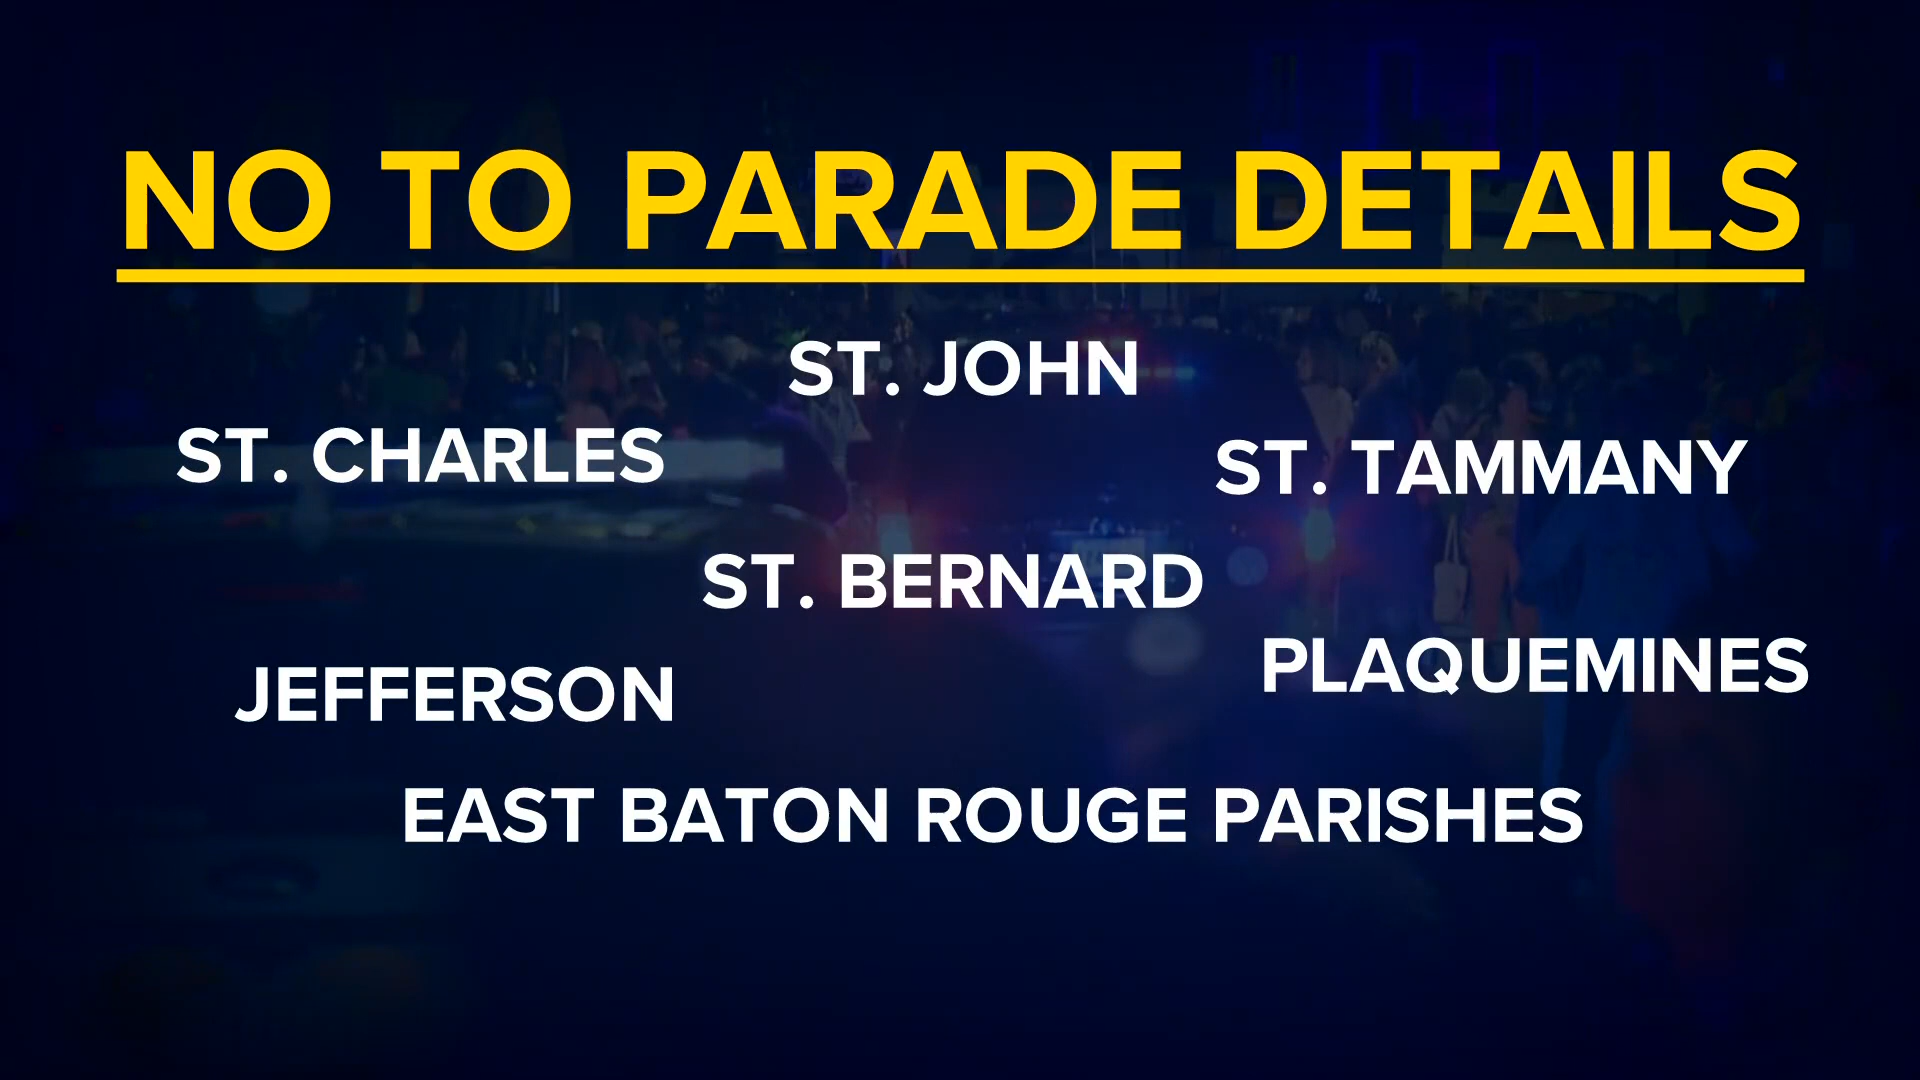 NO TO PARADE DETAILS
ST. JOHN
ST. CHARLES
ST. TAMMANY
ST. BERNARD
PLAQUEMINES
JEFFERSON
EAST BATON ROUGE PARISHES